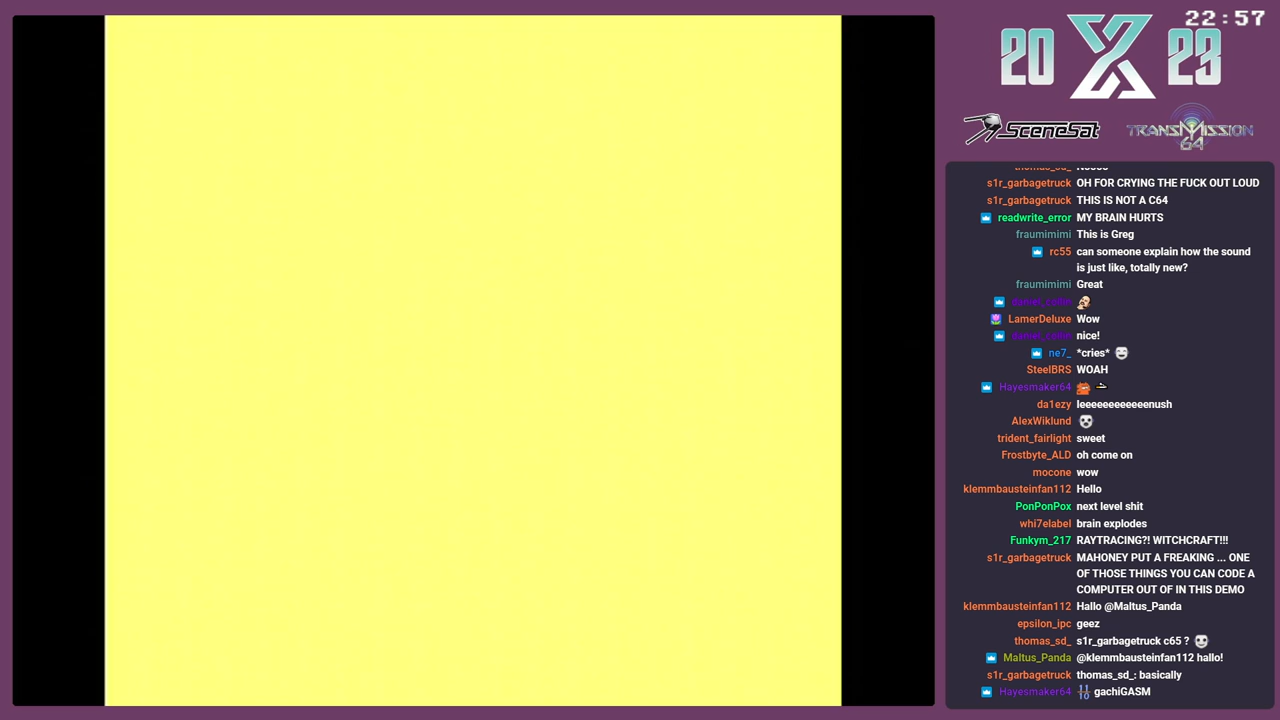 22:57
20 X 23
SceneSat
TRANSMISSION
64
s1r_garbagetruck OH FOR CRYING THE FUCK OUT LOUD
s1r_garbagetruck THIS IS NOT A C64
readwrite_error MY BRAIN HURTS
fraumimimi This is Greg
rc55 can someone explain how the sound
is just like, totally new?
fraumimimi Great
LamerDeluxe Wow
nice!
ne7_ *cries*
SteelBRS WOAH
Hayesmaker64
da1ezy leeeeeeeeeeeenush
AlexWiklund
trident_fairlight sweet
Frostbyte_ALD oh come on
mocone wow
klemmbausteinfan112 Hello
PonPonPox next level shit
whi7elabel brain explodes
Funkym_217 RAYTRACING?! WITCHCRAFT!!!
s1r_garbagetruck MAHONEY PUT A FREAKING ... ONE
OF THOSE THINGS YOU CAN CODE A
COMPUTER OUT OF IN THIS DEMO
klemmbausteinfan112 Hallo @Maltus_Panda
epsilon_ipc geez
thomas_sd_ s1r_garbagetruck c65 ?
Maltus_Panda @klemmbausteinfan112 hallo!
s1r_garbagetruck thomas_sd_: basically
Hayesmaker64 gachiGASM